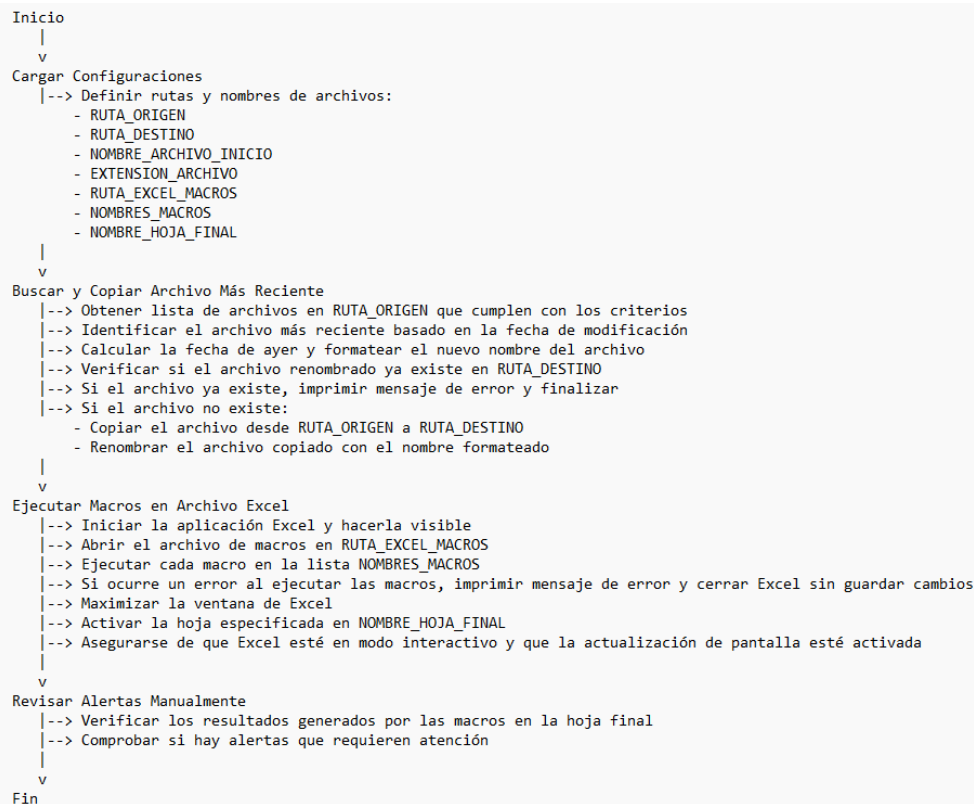 Inicio
|
v
Cargar Configuraciones
|--> Definir rutas y nombres de archivos:
- RUTA_ORIGEN
- RUTA_DESTINO
- NOMBRE_ARCHIVO_INICIO
- EXTENSION_ARCHIVO
- RUTA_EXCEL_MACROS
- NOMBRES_MACROS
- NOMBRE_HOJA_FINAL
|
v
Buscar y Copiar Archivo Más Reciente
|--> Obtener lista de archivos en RUTA_ORIGEN que cumplen con los criterios
|--> Identificar el archivo más reciente basado en la fecha de modificación
|--> Calcular la fecha de ayer y formatear el nuevo nombre del archivo
|--> Verificar si el archivo renombrado ya existe en RUTA_DESTINO
|--> Si el archivo ya existe, imprimir mensaje de error y finalizar
|--> Si el archivo no existe:
- Copiar el archivo desde RUTA_ORIGEN a RUTA_DESTINO
- Renombrar el archivo copiado con el nombre formateado
|
v
Ejecutar Macros en Archivo Excel
|--> Iniciar la aplicación Excel y hacerla visible
|--> Abrir el archivo de macros en RUTA_EXCEL_MACROS
|--> Ejecutar cada macro en la lista NOMBRES_MACROS
|--> Si ocurre un error al ejecutar las macros, imprimir mensaje de error y cerrar Excel sin guardar cambios
|--> Maximizar la ventana de Excel
|--> Activar la hoja especificada en NOMBRE_HOJA_FINAL
|--> Asegurarse de que Excel esté en modo interactivo y que la actualización de pantalla esté activada
|
v
Revisar Alertas Manualmente
|--> Verificar los resultados generados por las macros en la hoja final
|--> Comprobar si hay alertas que requieren atención
|
v
Fin